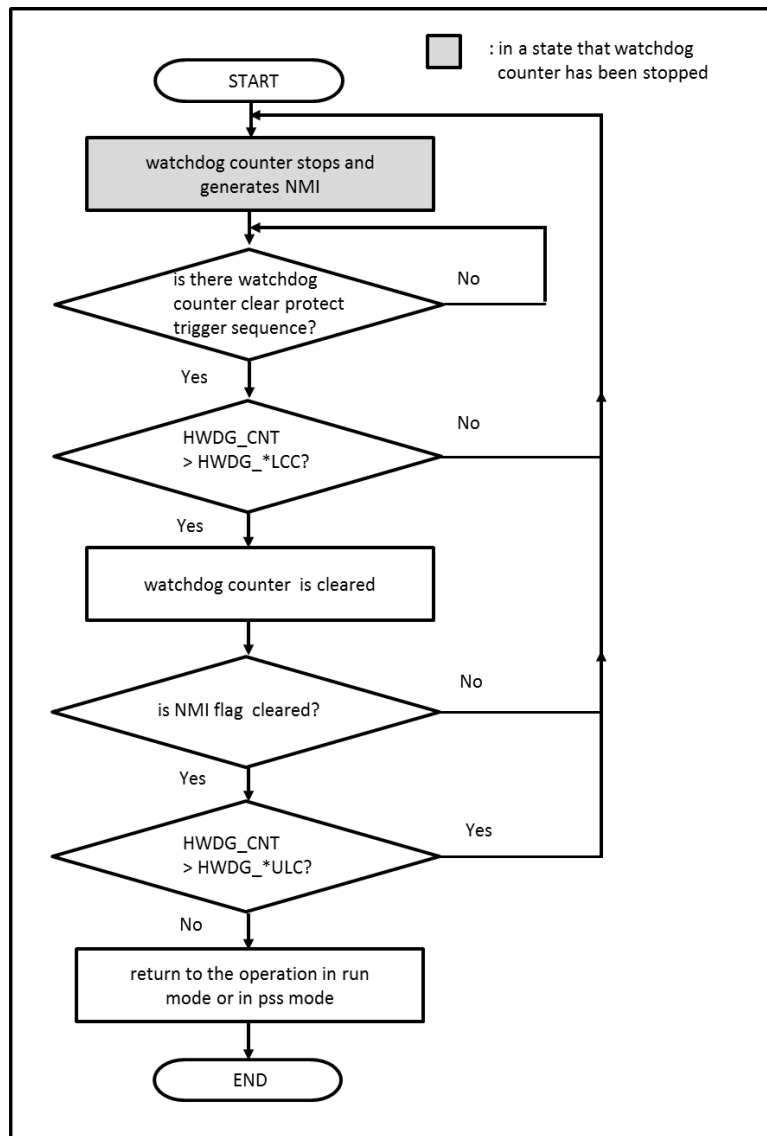 : in a state that watchdog
counter has been stopped
START
watchdog counter stops and
generates NMI
is there watchdog
counter clear protect
trigger sequence?
No
Yes
HWDG_CNT
> HWDG_*LCC?
No
Yes
watchdog counter is cleared
is NMI flag cleared?
No
Yes
HWDG_CNT
> HWDG_*ULC?
Yes
No
return to the operation in run
mode or in pss mode
END